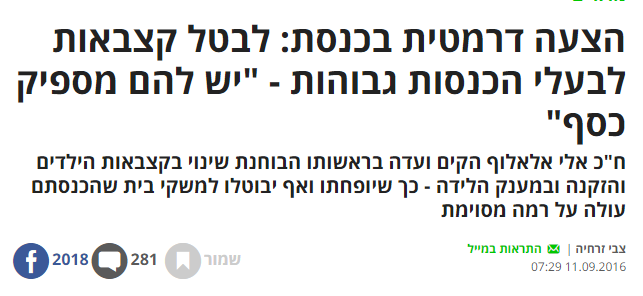 הצעה דרמטית בכנסת: לבטל קצבאות
לבעלי הכנסות גבוהות - "יש להם מספיק
כסף"
ח"כ אלי אלאלוף הקים ועדה בראשותו הבוחנת שינוי בקצבאות הילדים
והזקנה ובמענק הלידה - כך שיופחתו ואף יבוטלו למשקי בית שהכנסתם
עולה על רמה מסוימת
צבי זרחיה | התראות במייל
07:29 11.09.2016
שמור 281 2018